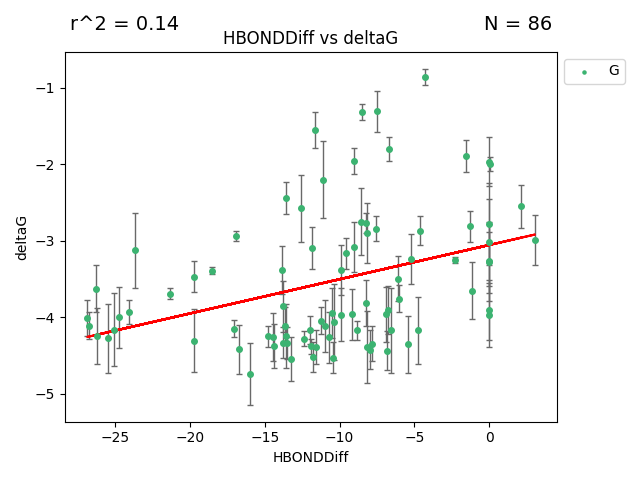 r^2 = 0.14
N = 86
HBONDDiff vs deltaG
G
deltaG
−1
−2
−3
−4
−5
−25
−20
−15
−10
−5
0
HBONDDiff